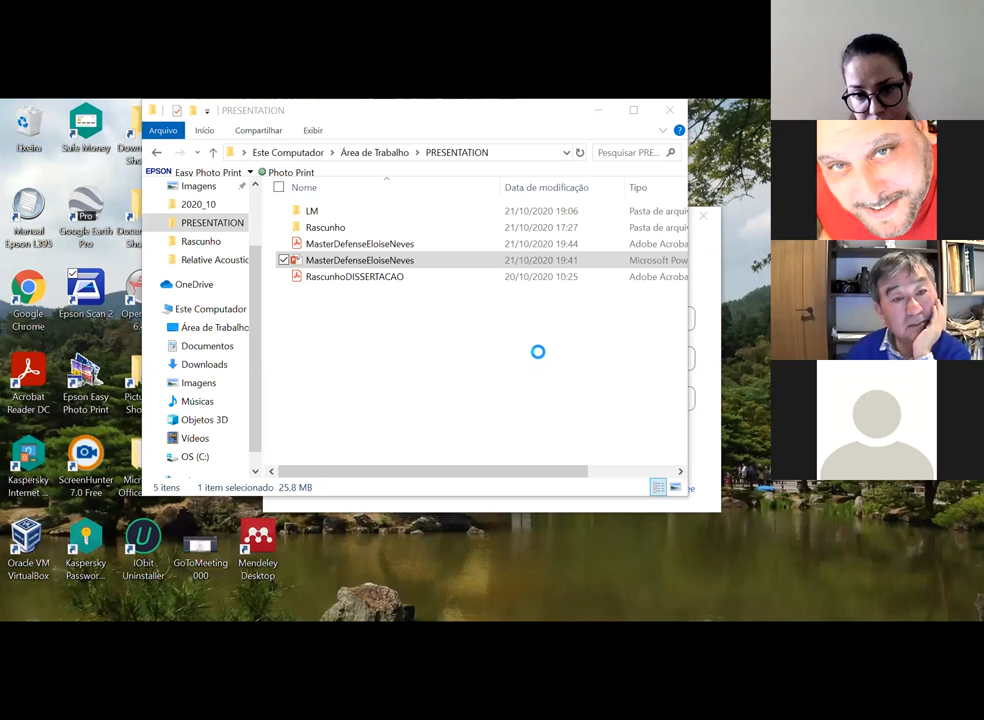 PRESENTATION
Arquivo
Início
Compartilhar
Exibir
Este Computador
Área de Trabalho
PRESENTATION
Pesquisar PRE...
EPSON Easy Photo Print
Photo Print
Imagens
2020_10
PRESENTATION
Rascunho
Relative Acoustic
OneDrive
Este Computador
Área de Trabalho
Documentos
Downloads
Imagens
Músicas
Objetos 3D
Vídeos
OS (C:)
Nome Data de modificação Tipo
LM 21/10/2020 19:06 Pasta de arqui
Rascunho 21/10/2020 17:27 Pasta de arqui
MasterDefenseEloiseNeves 21/10/2020 19:44 Adobe Acroba
MasterDefenseEloiseNeves 21/10/2020 19:41 Microsoft Pow
RascunhoDISSERTACAO 20/10/2020 10:25 Adobe Acroba
5 itens 1 item selecionado 25,8 MB
Lixeira
Safe Money
Manual
Epson L395
Google Earth
Pro
Google
Chrome
Epson Scan 2
Acrobat
Reader DC
Epson Easy
Photo Print
Kaspersky
Internet ...
ScreenHunter
7.0 Free
Oracle VM
VirtualBox
Kaspersky
Passwor...
IObit
Uninstaller
GoToMeeting
000
Mendeley
Desktop